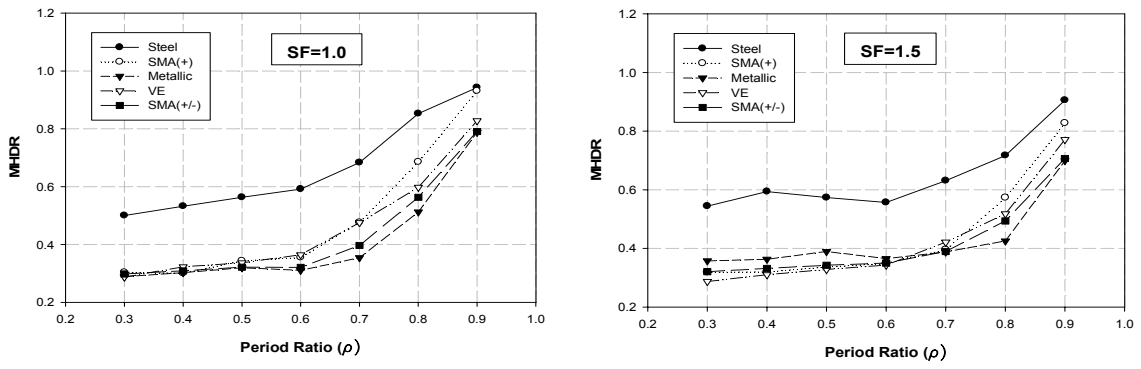 1.2
1.0
0.8
0.6
0.4
0.2
MHDR
Steel
SMA(+)
Metallic
VE
SMA(+/-)
SF=1.0
0.2 0.3 0.4 0.5 0.6 0.7 0.8 0.9 1.0
Period Ratio (ρ)
1.2
1.0
0.8
0.6
0.4
0.2
MHDR
Steel
SMA(+)
Metallic
VE
SMA(+/-)
SF=1.5
0.2 0.3 0.4 0.5 0.6 0.7 0.8 0.9 1.0
Period Ratio (ρ)